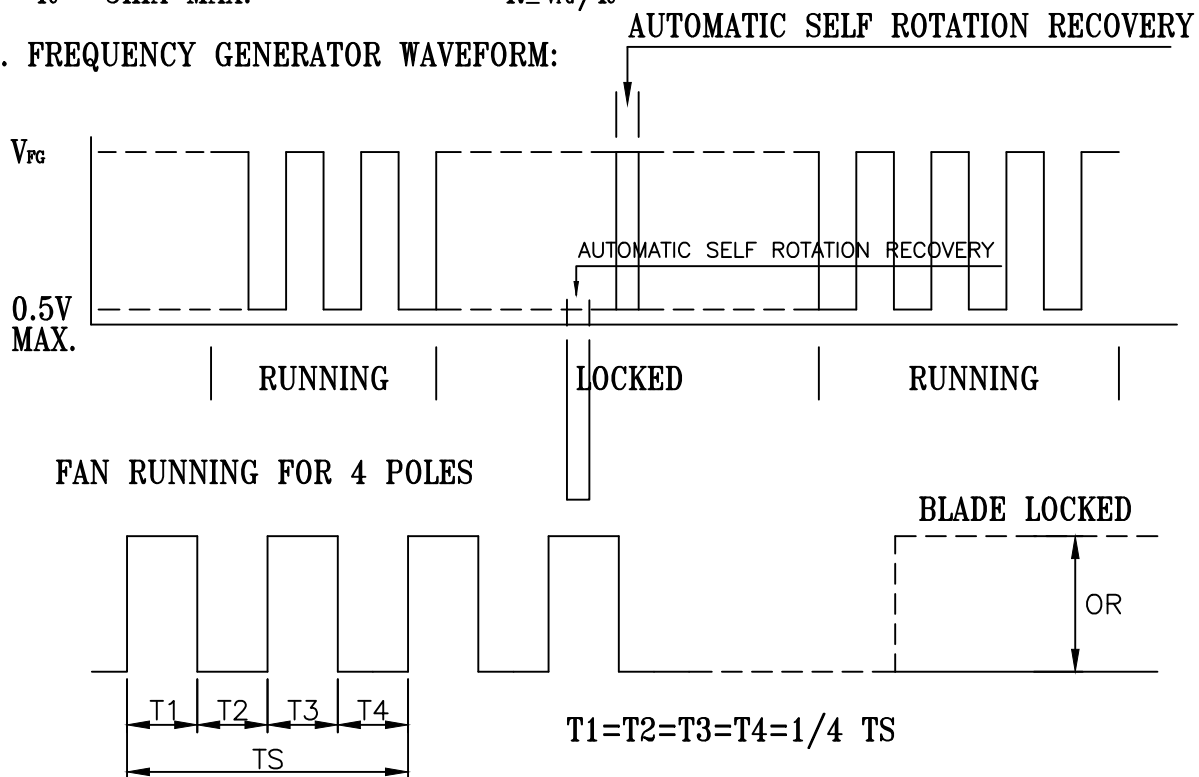 AUTOMATIC SELF ROTATION RECOVERY
. FREQUENCY GENERATOR WAVEFORM:
VFG
AUTOMATIC SELF ROTATION RECOVERY
0.5V
MAX.
RUNNING
LOCKED
RUNNING
FAN RUNNING FOR 4 POLES
BLADE LOCKED
OR
T1 T2 T3 T4
T1=T2=T3=T4=1/4 TS
TS